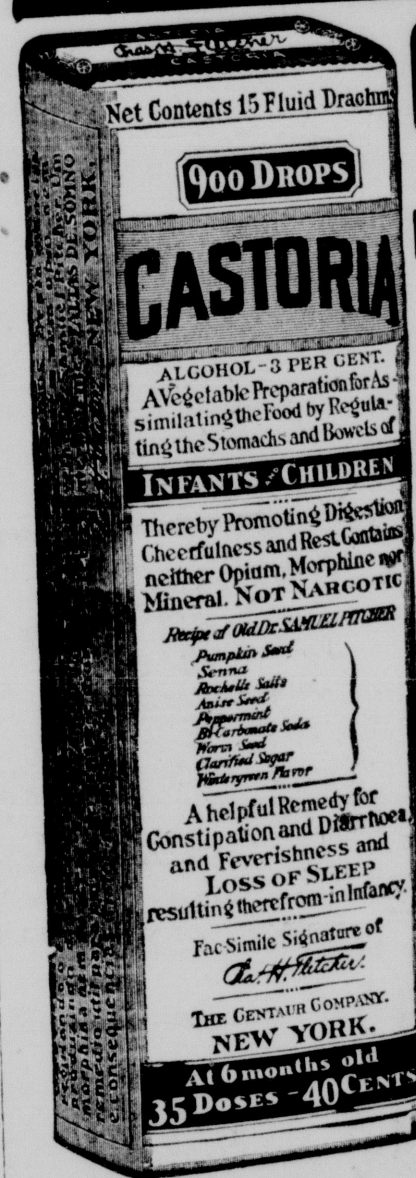 Chas. H. Fletcher
CASTORIA
Net Contents 15 Fluid Drachms
900 DROPS
CASTORIA
ALCOHOL-3 PER CENT.
A Vegetable Preparation for As-
similating the Food by Regula-
ting the Stomachs and Bowels of
INFANTS & CHILDREN
Thereby Promoting Digestion
Cheerfulness and Rest. Contains
neither Opium, Morphine nor
Mineral. NOT NARCOTIC
Recipe of Old Dr. SAMUEL PITCHER
Pumpkin Seed
Senna
Rochelle Salts
Anise Seed
Peppermint
Bi-Carbonate Soda
Worm Seed
Clarified Sugar
Wintergreen Flavor
A helpful Remedy for
Constipation and Diarrhoea,
and Feverishness and
LOSS OF SLEEP
resulting therefrom-in Infancy.
Fac Simile Signature of
Chas. H. Fletcher.
THE CENTAUR COMPANY.
NEW YORK.
At 6 months old
35 DOSES - 40 CENTS
NEW YORK.